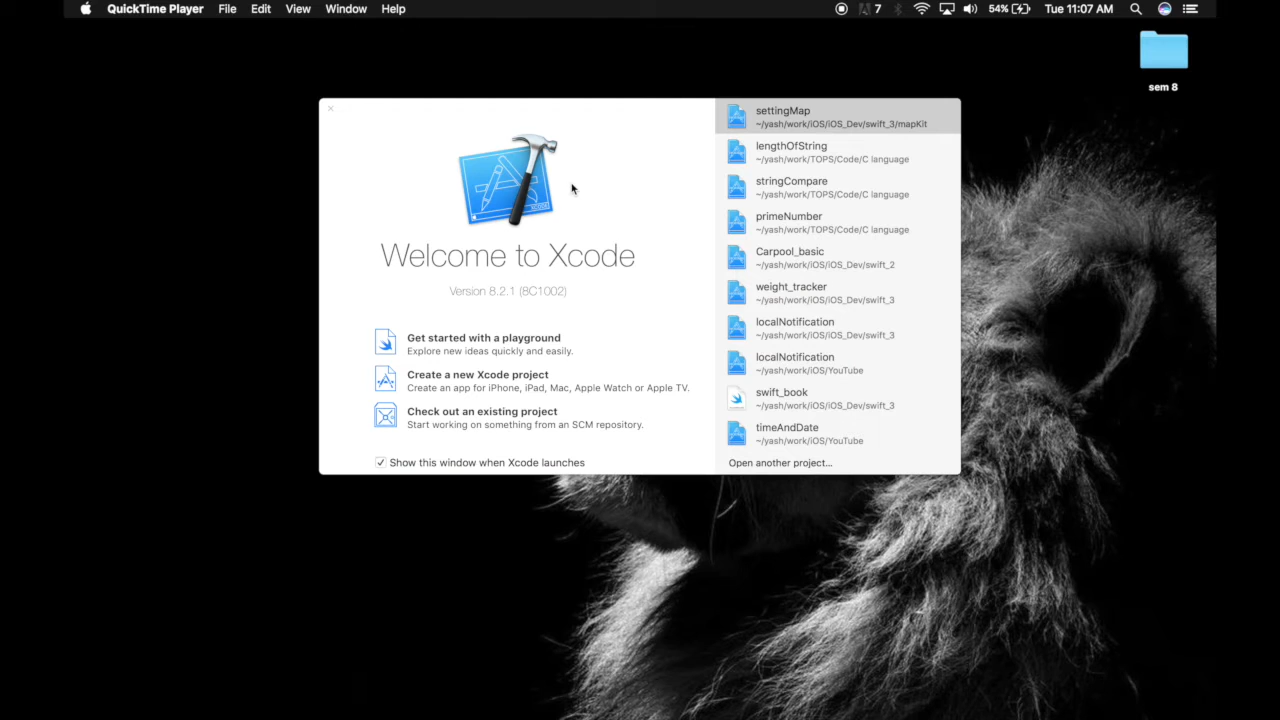 QuickTime Player File Edit View Window Help 7 54% Tue 11:07 AM
sem 8
Welcome to Xcode
Version 8.2.1 (8C1002)
Get started with a playground
Explore new ideas quickly and easily.
Create a new Xcode project
Create an app for iPhone, iPad, Mac, Apple Watch or Apple TV.
Check out an existing project
Start working on something from an SCM repository.
Show this window when Xcode launches
settingMap
~/yash/work/iOS/iOS_Dev/swift_3/mapKit
lengthOfString
~/yash/work/TOPS/Code/C language
stringCompare
~/yash/work/TOPS/Code/C language
primeNumber
~/yash/work/TOPS/Code/C language
Carpool_basic
~/yash/work/iOS/iOS_Dev/swift_2
weight_tracker
~/yash/work/iOS/iOS_Dev/swift_3
localNotification
~/yash/work/iOS/iOS_Dev/swift_3
localNotification
~/yash/work/iOS/YouTube
swift_book
~/yash/work/iOS/iOS_Dev/swift_3
timeAndDate
~/yash/work/iOS/YouTube
Open another project...